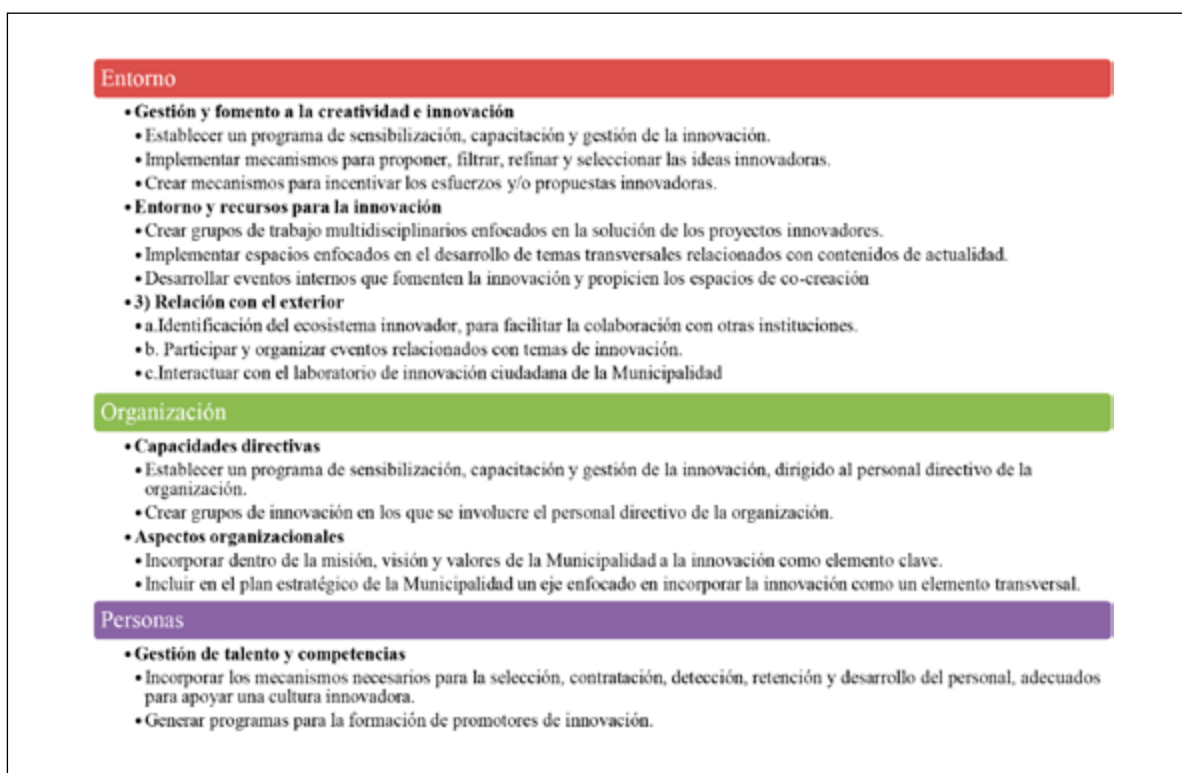 Entorno
• Gestión y fomento a la creatividad e innovación
• Establecer un programa de sensibilización, capacitación y gestión de la innovación.
• Implementar mecanismos para proponer, filtrar, refinar y seleccionar las ideas innovadoras.
• Crear mecanismos para incentivar los esfuerzos y/o propuestas innovadoras.
• Entorno y recursos para la innovación
• Crear grupos de trabajo multidisciplinarios enfocados en la solución de los proyectos innovadores.
• Implementar espacios enfocados en el desarrollo de temas transversales relacionados con contenidos de actualidad.
• Desarrollar eventos internos que fomenten la innovación y propicien los espacios de co-creación
• 3) Relación con el exterior
• a.Identificación del ecosistema innovador, para facilitar la colaboración con otras instituciones.
• b. Participar y organizar eventos relacionados con temas de innovación.
• c.Interactuar con el laboratorio de innovación ciudadana de la Municipalidad
Organización
• Capacidades directivas
• Establecer un programa de sensibilización, capacitación y gestión de la innovación, dirigido al personal directivo de la
organización.
• Crear grupos de innovación en los que se involucre el personal directivo de la organización.
• Aspectos organizacionales
• Incorporar dentro de la misión, visión y valores de la Municipalidad a la innovación como elemento clave.
• Incluir en el plan estratégico de la Municipalidad un eje enfocado en incorporar la innovación como un elemento transversal.
Personas
• Gestión de talento y competencias
• Incorporar los mecanismos necesarios para la selección, contratación, detección, retención y desarrollo del personal, adecuados
para apoyar una cultura innovadora.
• Generar programas para la formación de promotores de innovación.